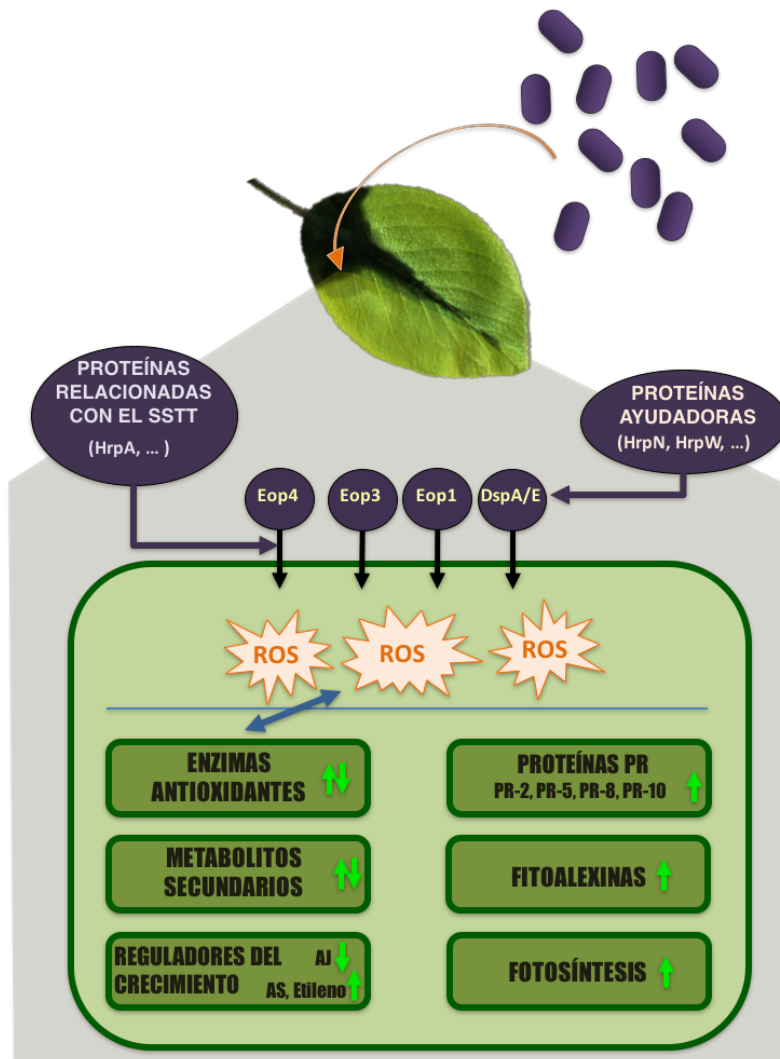 PROTEÍNAS
RELACIONADAS
CON EL SSTT
(HrpA, ... )
PROTEÍNAS
AYUDADORAS
(HrpN, HrpW, ...)
Eop4
Eop3
Eop1
DspA/E
ROS
ROS
ROS
ENZIMAS
ANTIOXIDANTES
PROTEÍNAS PR
PR-2, PR-5, PR-8, PR-10
METABOLITOS
SECUNDARIOS
FITOALEXINAS
REGULADORES DEL AJ
CRECIMIENTO AS, Etileno
FOTOSÍNTESIS